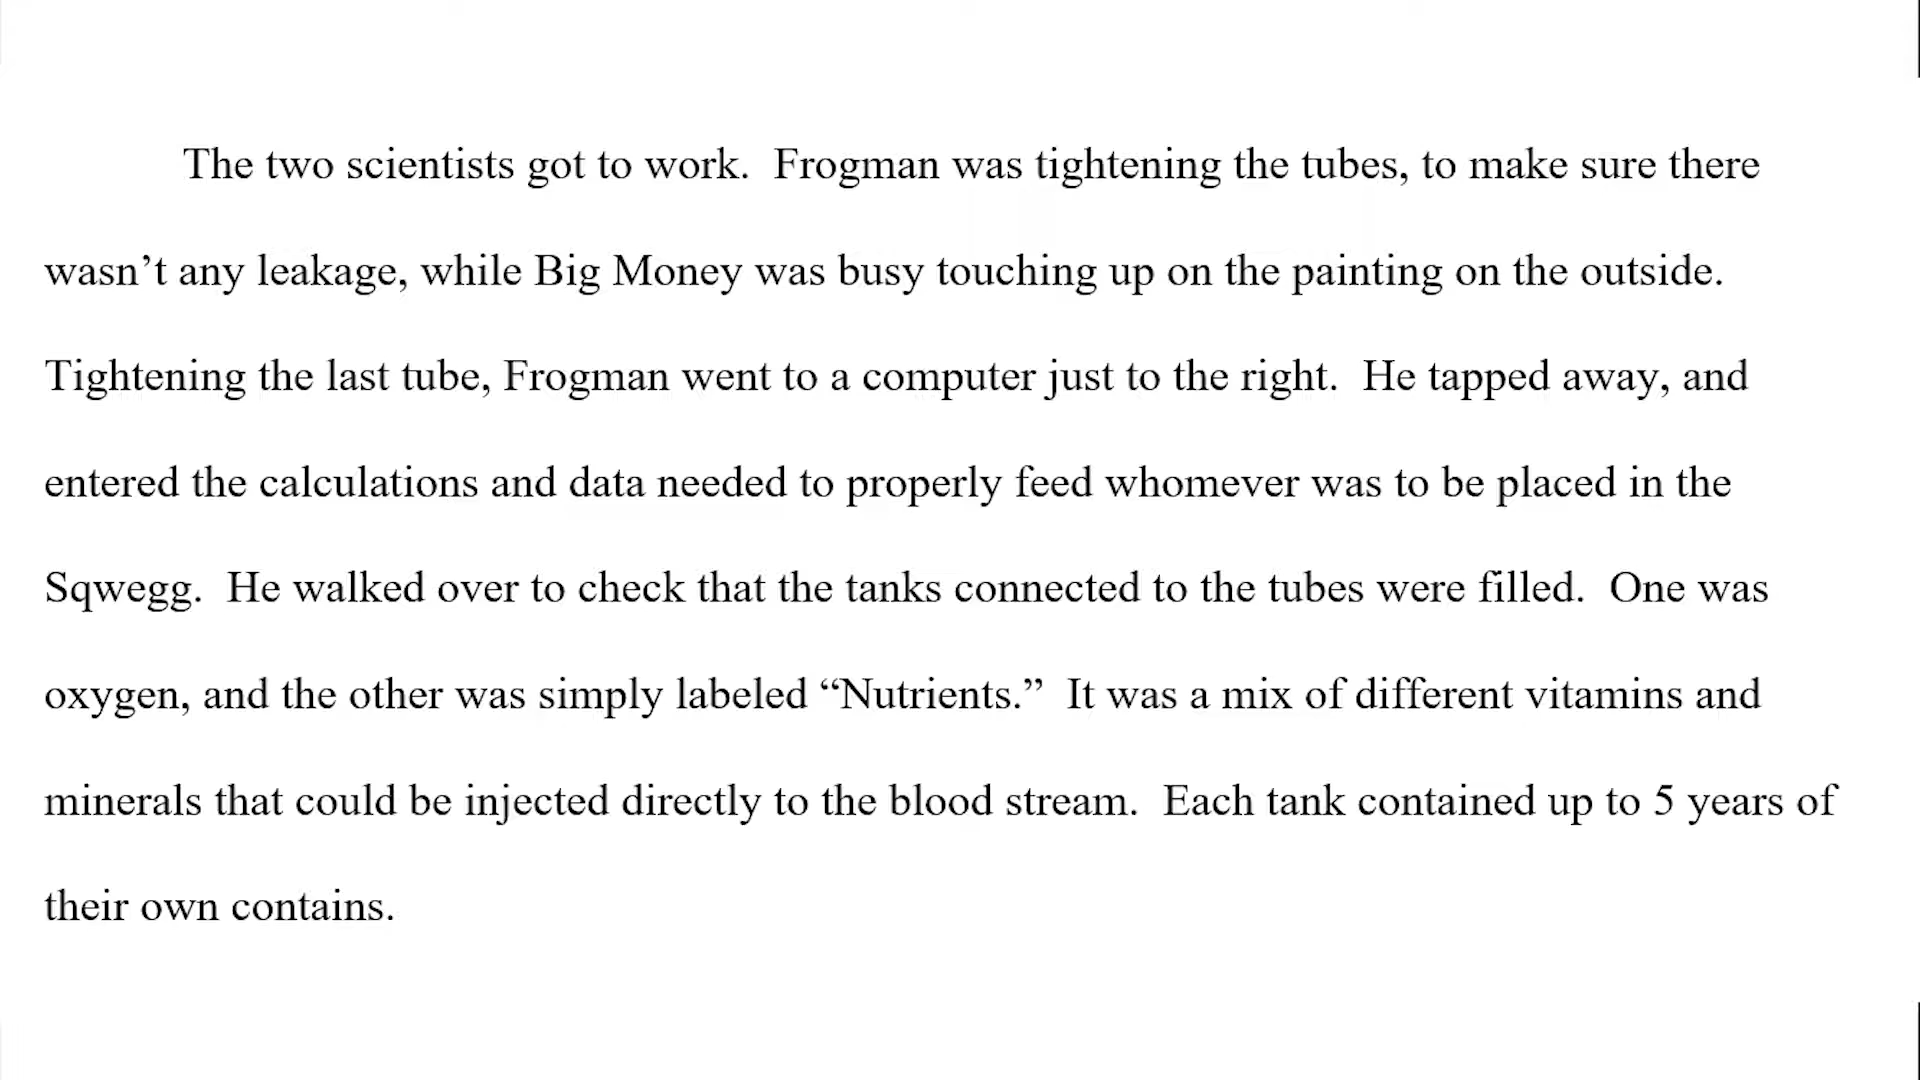 The two scientists got to work.  Frogman was tightening the tubes, to make sure there
wasn’t any leakage, while Big Money was busy touching up on the painting on the outside.
Tightening the last tube, Frogman went to a computer just to the right.  He tapped away, and
entered the calculations and data needed to properly feed whomever was to be placed in the
Sqwegg.  He walked over to check that the tanks connected to the tubes were filled.  One was
oxygen, and the other was simply labeled “Nutrients.”  It was a mix of different vitamins and
minerals that could be injected directly to the blood stream.  Each tank contained up to 5 years of
their own contains.